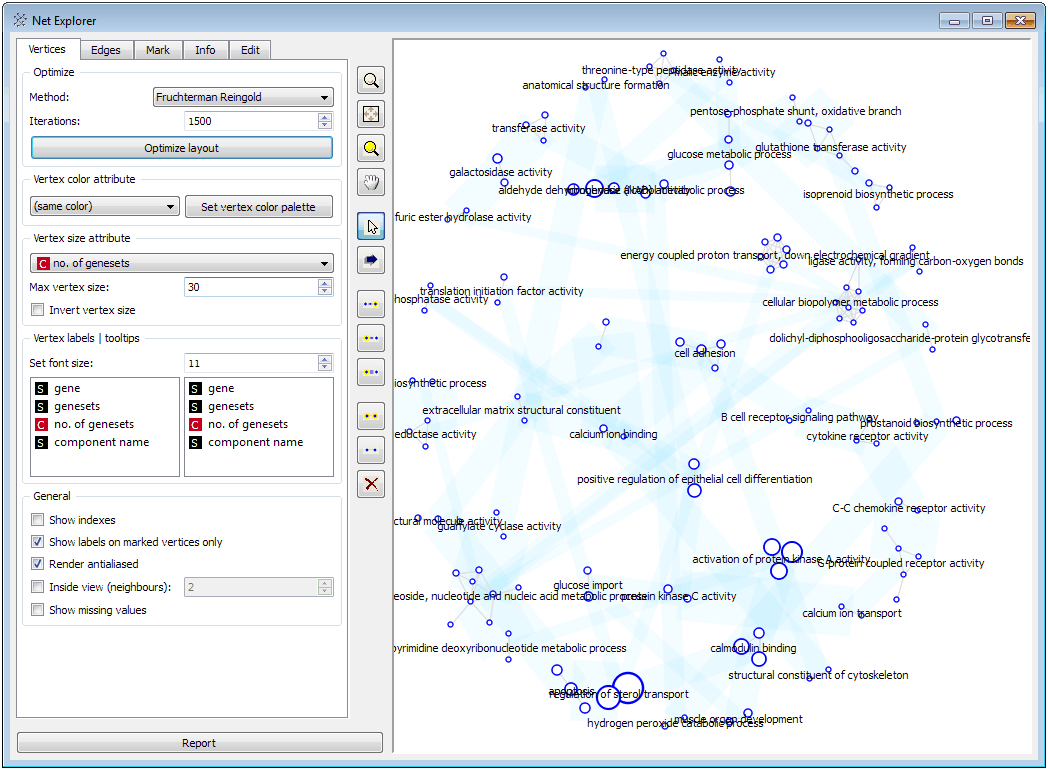 Net Explorer
Vertices Edges Mark Info Edit
Optimize
Method: Fruchterman Reingold
Iterations: 1500
Optimize layout
Vertex color attribute
(same color) Set vertex color palette
Vertex size attribute
C no. of genesets
Max vertex size: 30
Invert vertex size
Vertex labels | tooltips
Set font size: 11
S gene S gene
S genesets S genesets
C no. of genesets C no. of genesets
S component name S component name
General
Show indexes
Show labels on marked vertices only
Render antialiased
Inside view (neighbours): 2
Show missing values
Report
threonine-type peptidase activity
malic enzyme activity
anatomical structure formation
pentose-phosphate shunt, oxidative branch
transferase activity
glutathione transferase activity
glucose metabolic process
galactosidase activity
aldehyde dehydrogenase
metabolic process
isoprenoid biosynthetic process
furic ester hydrolase activity
energy coupled proton transport, down electrochemical gradient
ligase activity, forming carbon-oxygen bonds
translation initiation factor activity
hosphatase activity
cellular biopolymer metabolic process
dolichyl-diphosphooligosaccharide-protein glycotransfe
cell adhesion
iosynthetic process
extracellular matrix structural constituent
B cell receptor signaling pathway
prostanoid biosynthetic process
eductase activity
calcium ion binding
cytokine receptor activity
positive regulation of epithelial cell differentiation
C-C chemokine receptor activity
ctural molecule activity
guanylate cyclase activity
activation of protein kinase A activity
G-protein coupled receptor activity
glucose import
eoside, nucleotide and nucleic acid metabolic process
protein kinase C activity
calcium ion transport
pyrimidine deoxyribonucleotide metabolic process
calmodulin binding
structural constituent of cytoskeleton
apoptosis
regulation of sterol transport
muscle organ development
hydrogen peroxide catabolic process